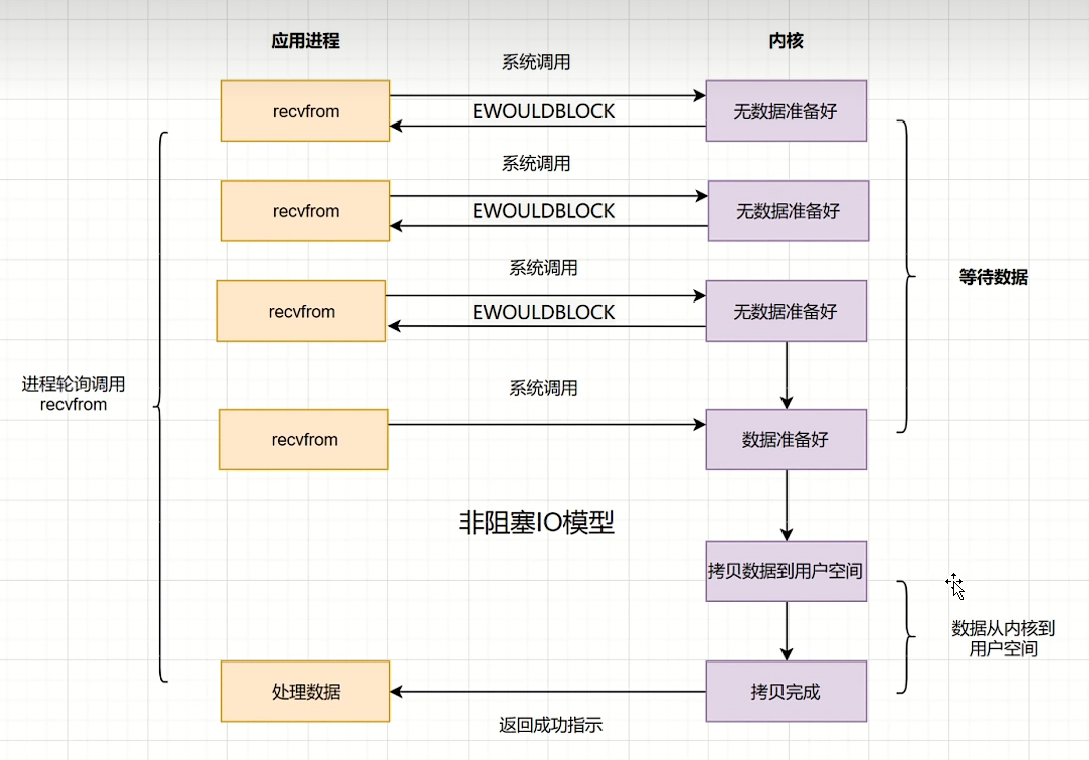 应用进程
内核
系统调用
recvfrom
EWOULDBLOCK
无数据准备好
系统调用
recvfrom
EWOULDBLOCK
无数据准备好
系统调用
recvfrom
EWOULDBLOCK
无数据准备好
等待数据
进程轮询调用
recvfrom
系统调用
recvfrom
数据准备好
非阻塞IO模型
拷贝数据到用户空间
数据从内核到
用户空间
处理数据
拷贝完成
返回成功指示